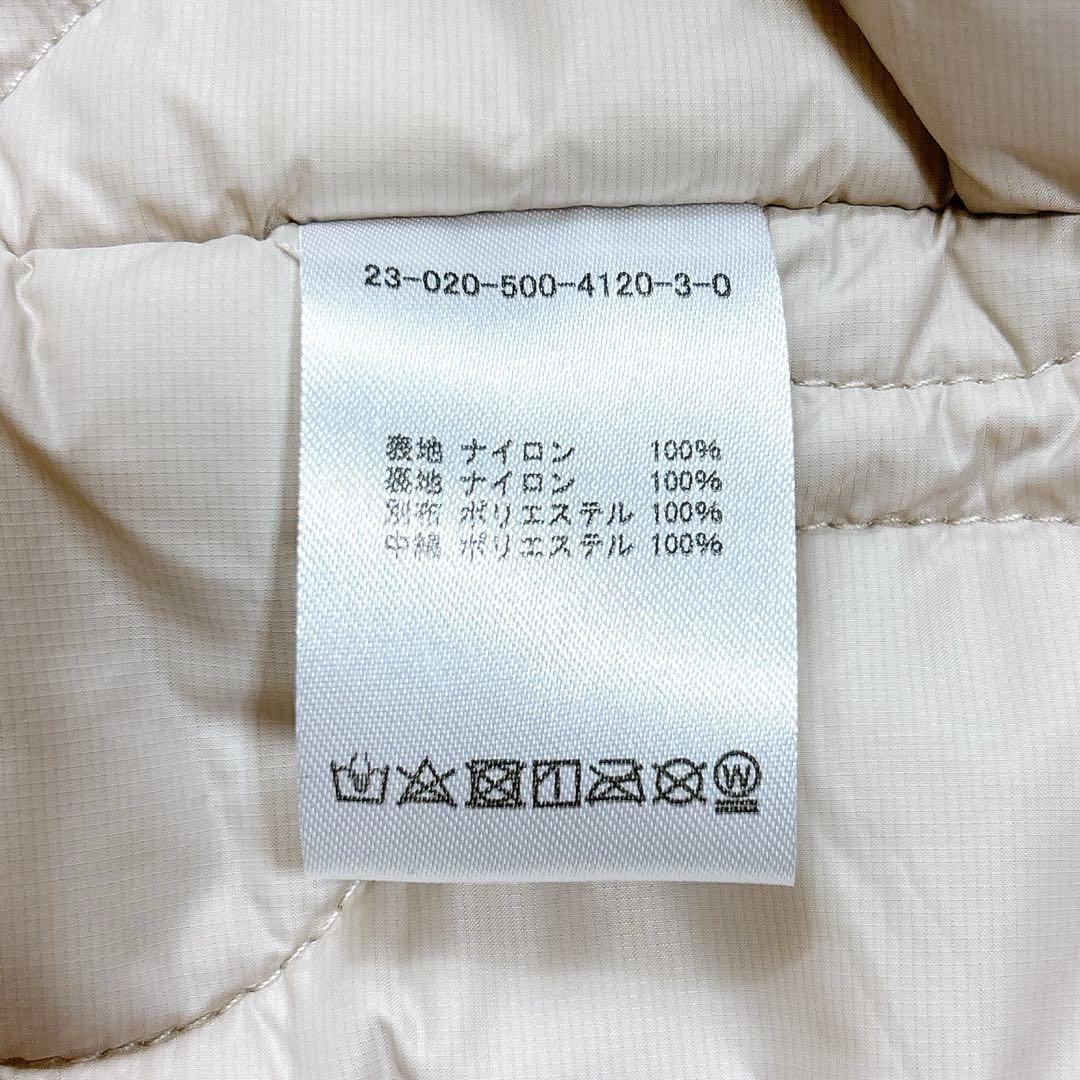 23-020-500-4120-3-0
表地 ナイロン 100%
裏地 ナイロン 100%
別布 ポリエステル 100%
中綿 ポリエステル 100%
W